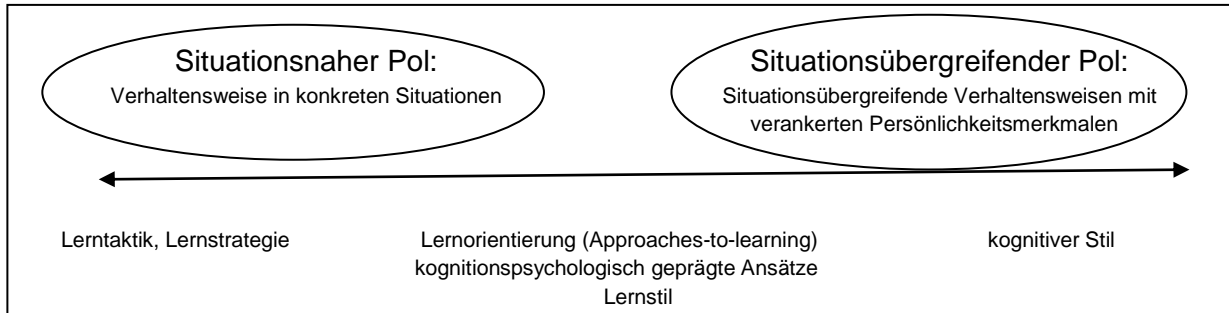 Situationsnaher Pol:
Verhaltensweise in konkreten Situationen
Situationsübergreifender Pol:
Situationsübergreifende Verhaltensweisen mit
verankerten Persönlichkeitsmerkmalen
Lerntaktik, Lernstrategie
Lernorientierung (Approaches-to-learning)
kognitionspsychologisch geprägte Ansätze
Lernstil
kognitiver Stil